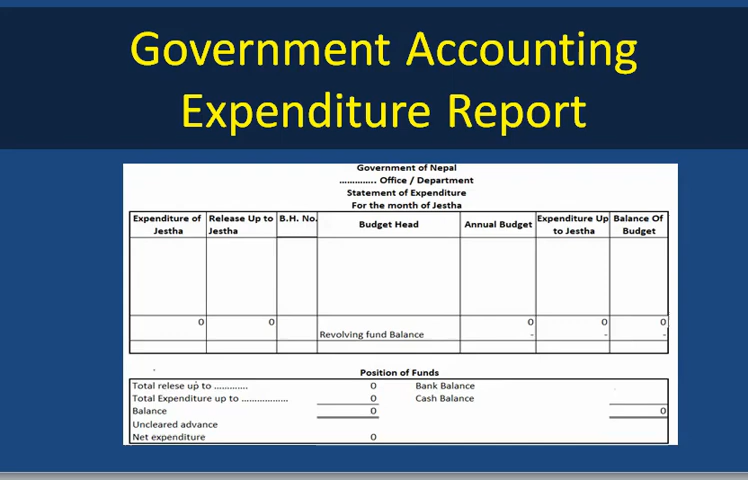 Government Accounting
Expenditure Report
Government of Nepal
.............. Office / Department
Statement of Expenditure
For the month of Jestha
Expenditure of Jestha Release Up to Jestha B.H. No. Budget Head Annual Budget Expenditure Up to Jestha Balance Of Budget
0 0 0 0 0
Revolving fund Balance - - -
Position of Funds
Total relese up to ............. 0 Bank Balance
Total Expenditure up to ................. 0 Cash Balance
Balance 0 0
Uncleared advance
Net expenditure 0